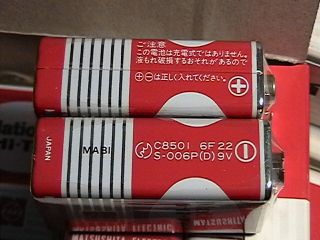 ご注意
この電池は充電式ではありません。
液もれ破損するおそれがあるので
⊕⊖は正しく入れてください。
JAPAN
MABI
C8501 6F22
S-006P(D) 9V
MATSUSHITA ELECTRIC
MATSUSHITA